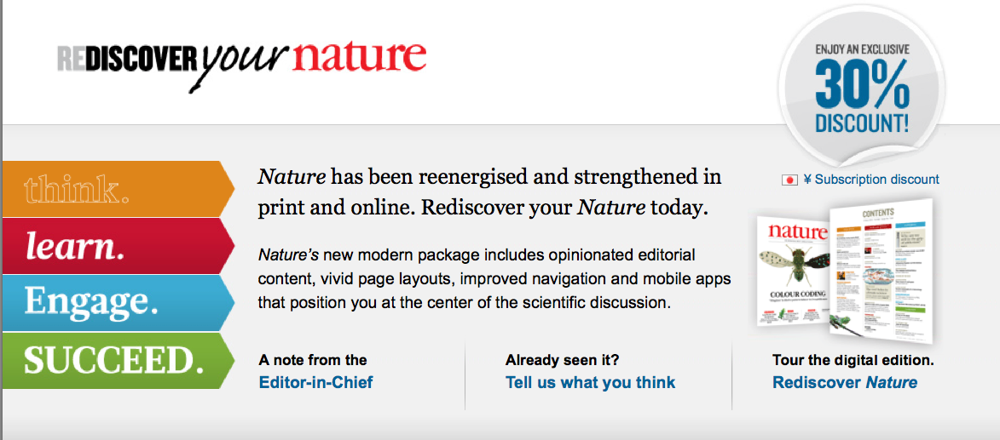 REDISCOVER your nature
ENJOY AN EXCLUSIVE
30%
DISCOUNT!
¥ Subscription discount
think.
learn.
Engage.
SUCCEED.
Nature has been reenergised and strengthened in
print and online. Rediscover your Nature today.
Nature's new modern package includes opinionated editorial
content, vivid page layouts, improved navigation and mobile apps
that position you at the center of the scientific discussion.
nature
COLOUR CODING
CONTENTS
A note from the
Editor-in-Chief
Already seen it?
Tell us what you think
Tour the digital edition.
Rediscover Nature